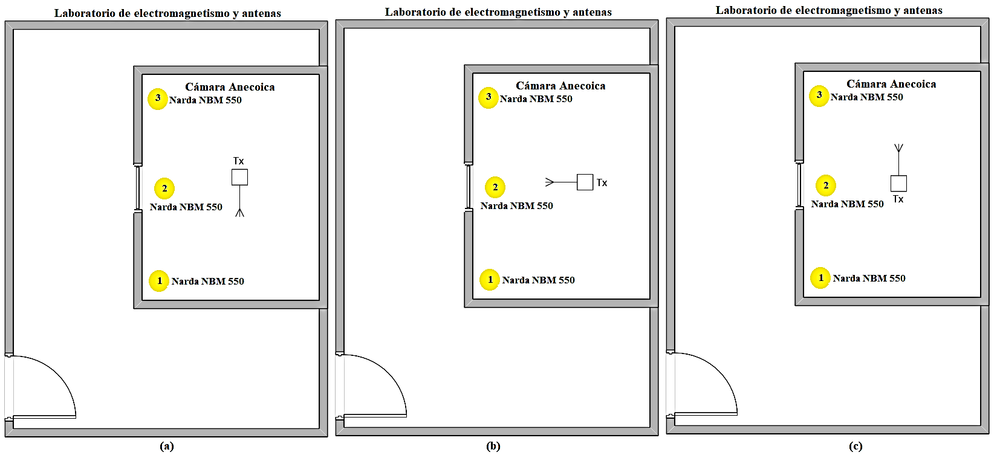 Laboratorio de electromagnetismo y antenas
Cámara Anecoica
3
Narda NBM 550
Tx
2
Narda NBM 550
1
Narda NBM 550
(a)
Laboratorio de electromagnetismo y antenas
Cámara Anecoica
3
Narda NBM 550
2
Tx
Narda NBM 550
1
Narda NBM 550
(b)
Laboratorio de electromagnetismo y antenas
Cámara Anecoica
3
Narda NBM 550
2
Tx
Narda NBM 550
1
Narda NBM 550
(c)